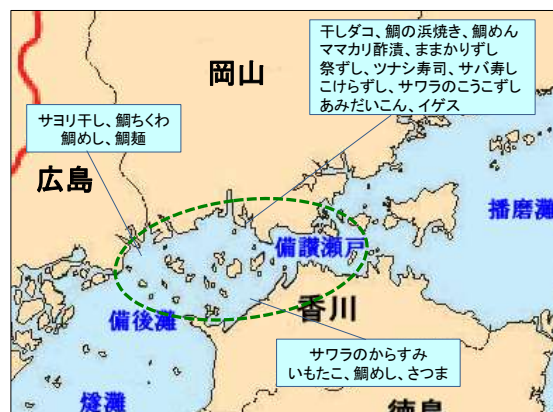 干しダコ、鯛の浜焼き、鯛めん
ママカリ酢漬、ままかりずし
祭ずし、ツナシ寿司、サバ寿し
こけらずし、サワラのこうこずし
あみだいこん、イゲス
岡山
サヨリ干し、鯛ちくわ
鯛めし、鯛麺
広島
播磨灘
備讃瀬戸
備後灘
香川
サワラのからすみ
いもたこ、鯛めし、さつま
燧灘
徳島